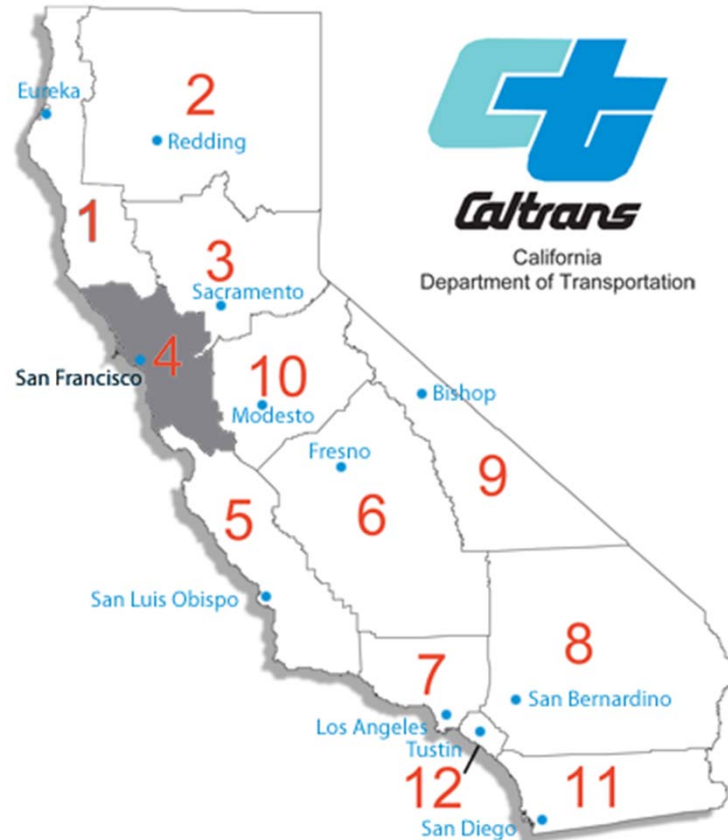 Eureka
2
Redding
Caltrans
1
California
Department of Transportation
3
Sacramento
4
San Francisco
10
Modesto
Bishop
Fresno
9
5
6
San Luis Obispo
8
7
San Bernardino
Los Angeles
Tustin
12
11
San Diego